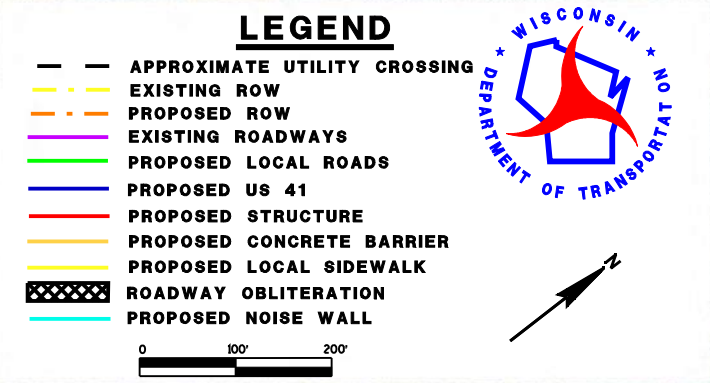 LEGEND
APPROXIMATE UTILITY CROSSING
EXISTING ROW
PROPOSED ROW
EXISTING ROADWAYS
PROPOSED LOCAL ROADS
PROPOSED US 41
PROPOSED STRUCTURE
PROPOSED CONCRETE BARRIER
PROPOSED LOCAL SIDEWALK
ROADWAY OBLITERATION
PROPOSED NOISE WALL
0 100' 200'
WISCONSIN
DEPARTMENT OF TRANSPORTATION
N